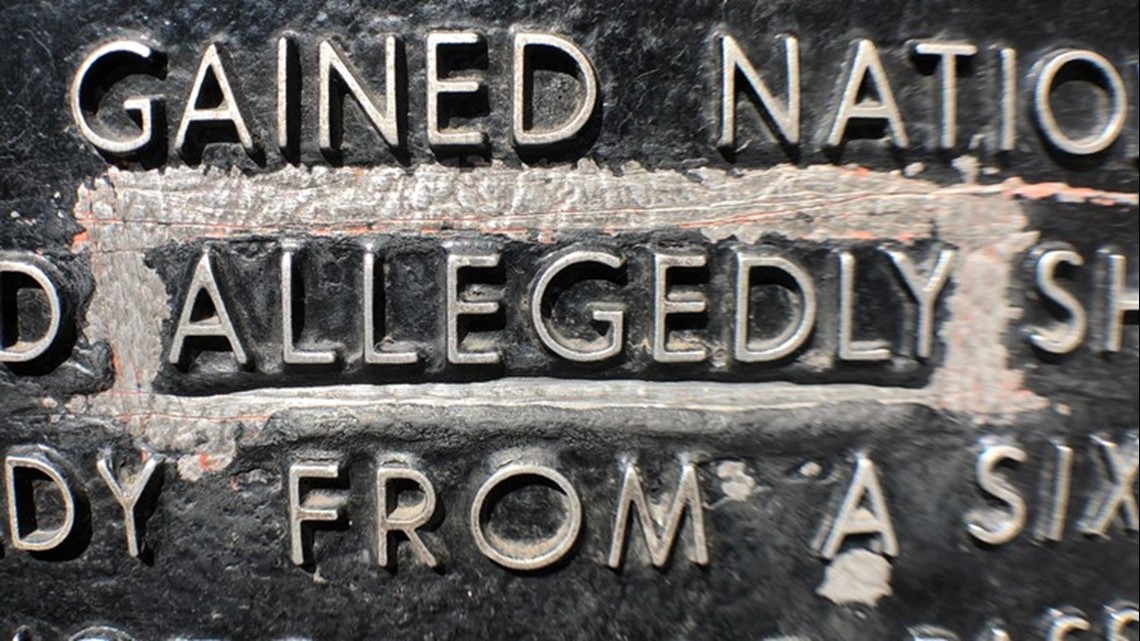 GAINED NATIO
D ALLEGEDLY SH
DY FROM A SIX